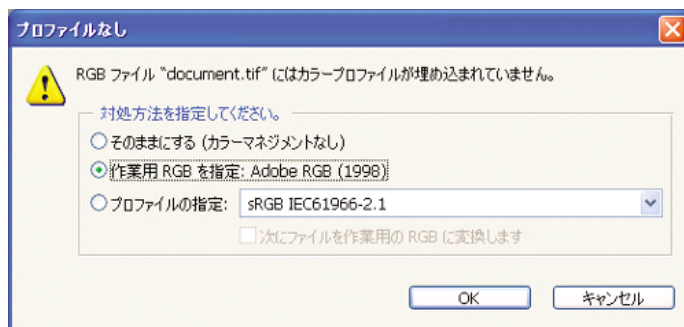 プロファイルなし
RGB ファイル "document.tif" にはカラープロファイルが埋め込まれていません。
対処方法を指定してください。
そのままにする (カラーマネジメントなし)
作業用 RGB を指定: Adobe RGB (1998)
プロファイルの指定: sRGB IEC61966-2.1
次にファイルを作業用の RGB に変換します
OK キャンセル